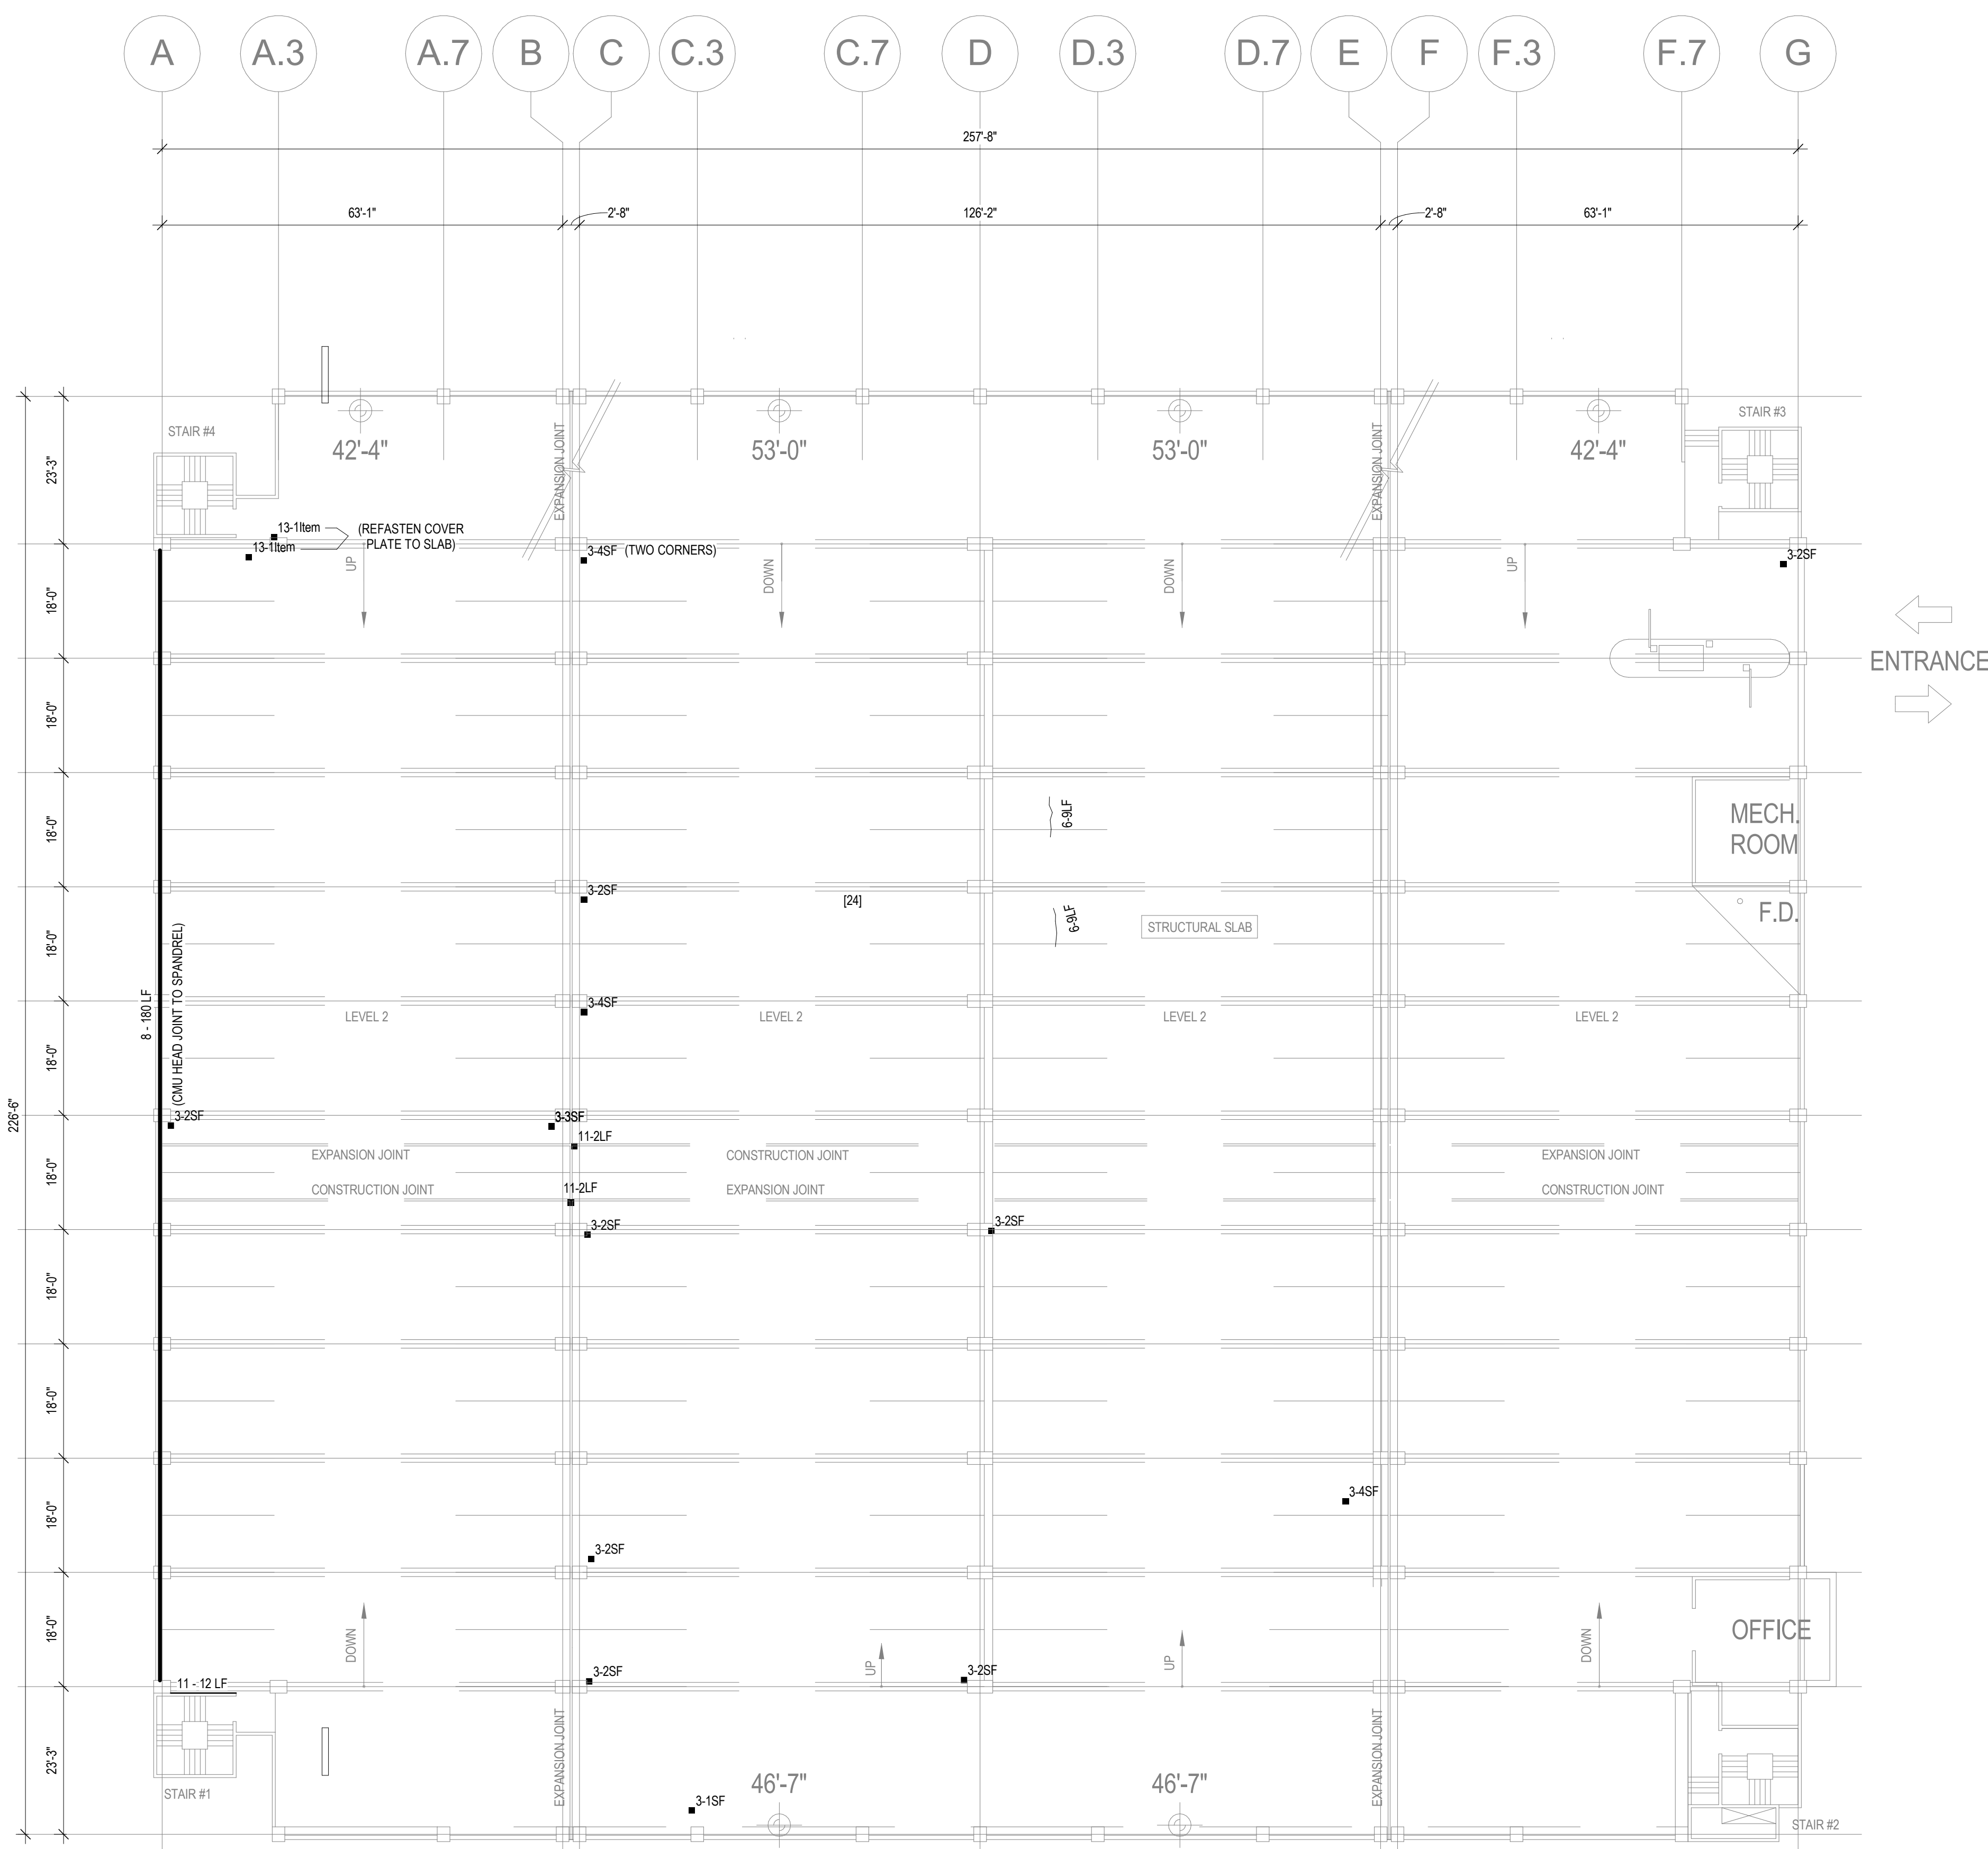 A
A.3
A.7
B
C
C.3
C.7
D
D.3
D.7
E
F
F.3
F.7
G
257'-8"
63'-1"
2'-8"
126'-2"
2'-8"
63'-1"
STAIR #4
STAIR #3
42'-4"
53'-0"
53'-0"
42'-4"
EXPANSION JOINT
EXPANSION JOINT
23'-3"
13-1Item
13-1Item
(REFASTEN COVER
PLATE TO SLAB)
3-4SF (TWO CORNERS)
3-2SF
UP
DOWN
DOWN
UP
18'-0"
ENTRANCE
18'-0"
MECH.
ROOM
6-9LF
18'-0"
3-2SF
[24]
6-9LF
F.D.
STRUCTURAL SLAB
18'-0"
8 - 180 LF
(CMU HEAD JOINT TO SPANDREL)
3-4SF
LEVEL 2
LEVEL 2
LEVEL 2
LEVEL 2
18'-0"
226'-6"
3-2SF
3-3SF
11-2LF
EXPANSION JOINT
CONSTRUCTION JOINT
EXPANSION JOINT
18'-0"
CONSTRUCTION JOINT
EXPANSION JOINT
CONSTRUCTION JOINT
11-2LF
3-2SF
3-2SF
18'-0"
18'-0"
3-4SF
18'-0"
3-2SF
18'-0"
DOWN
UP
UP
DOWN
OFFICE
3-2SF
3-2SF
11 - 12 LF
EXPANSION JOINT
EXPANSION JOINT
23'-3"
STAIR #1
46'-7"
46'-7"
3-1SF
STAIR #2